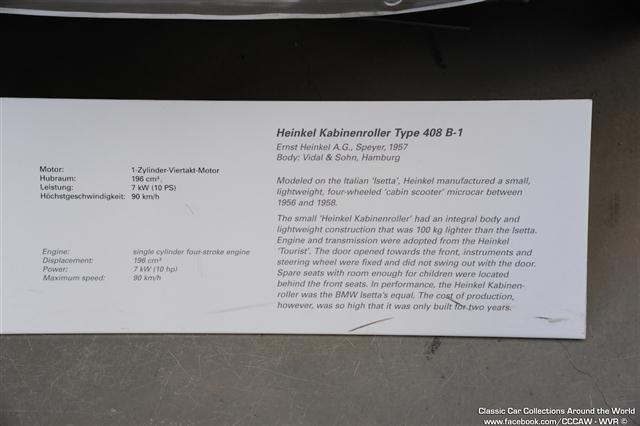 Motor: 1-Zylinder-Viertakt-Motor
Hubraum: 196 cm³.
Leistung: 7 kW (10 PS)
Höchstgeschwindigkeit: 90 km/h
Engine: single cylinder four-stroke engine
Displacement: 196 cm³
Power: 7 kW (10 hp)
Maximum speed: 90 km/h
Heinkel Kabinenroller Type 408 B-1
Ernst Heinkel A.G., Speyer, 1957
Body: Vidal & Sohn, Hamburg
Modeled on the Italian 'Isetta', Heinkel manufactured a small,
lightweight, four-wheeled 'cabin scooter' microcar between
1956 and 1958.
The small 'Heinkel Kabinenroller' had an integral body and
lightweight construction that was 100 kg lighter than the Isetta.
Engine and transmission were adopted from the Heinkel
'Tourist'. The door opened towards the front, instruments and
steering wheel were fixed and did not swing out with the door.
Spare seats with room enough for children were located
behind the front seats. In performance, the Heinkel Kabinen-
roller was the BMW Isetta's equal. The cost of production,
however, was so high that it was only built for two years.
Classic Car Collections Around the World
www.facebook.com/CCCAW - WVR ©